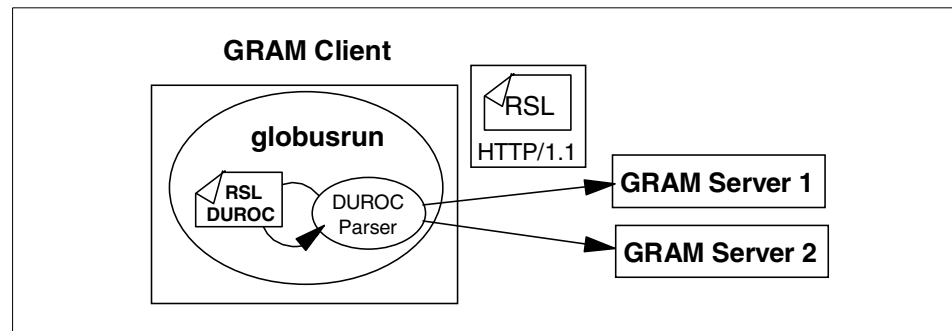 GRAM Client
globusrun
RSL
DUROC
DUROC
Parser
RSL
HTTP/1.1
GRAM Server 1
GRAM Server 2